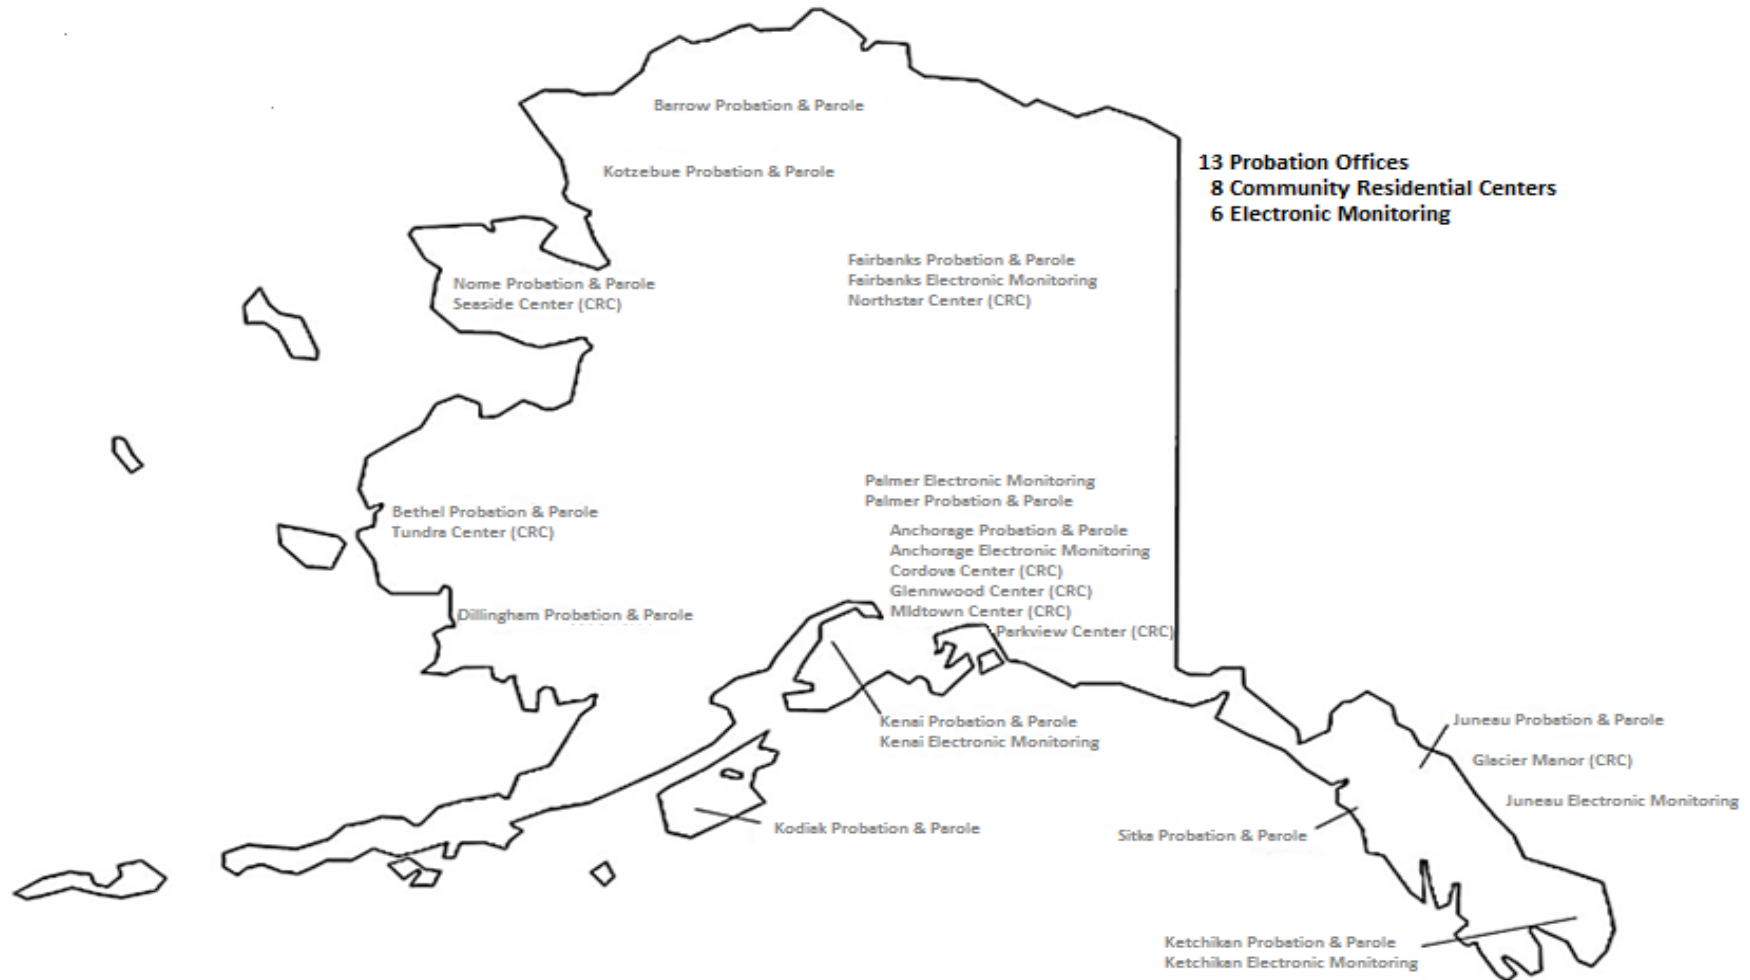 Barrow Probation & Parole
Kotzebue Probation & Parole
13 Probation Offices
8 Community Residential Centers
6 Electronic Monitoring
Nome Probation & Parole
Seaside Center (CRC)
Fairbanks Probation & Parole
Fairbanks Electronic Monitoring
Northstar Center (CRC)
Bethel Probation & Parole
Tundra Center (CRC)
Palmer Electronic Monitoring
Palmer Probation & Parole
Anchorage Probation & Parole
Anchorage Electronic Monitoring
Cordova Center (CRC)
Glennwood Center (CRC)
MIdtown Center (CRC)
Parkview Center (CRC)
Dillingham Probation & Parole
Kenai Probation & Parole
Kenai Electronic Monitoring
Kodiak Probation & Parole
Juneau Probation & Parole
Glacier Manor (CRC)
Juneau Electronic Monitoring
Sitka Probation & Parole
Ketchikan Probation & Parole
Ketchikan Electronic Monitoring